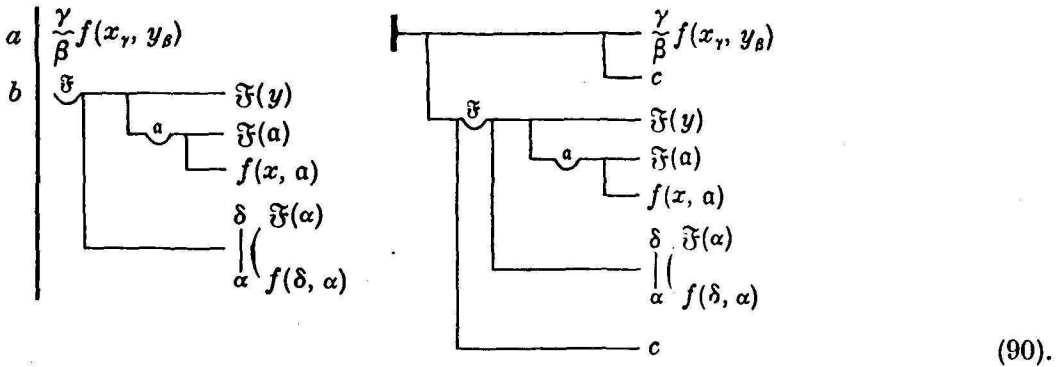 a γ/β f(x_γ, y_β) γ/β f(x_γ, y_β)
c
b 𝔉 𝔉(y) 𝔉 𝔉(y)
𝔞 𝔉(𝔞) 𝔞 𝔉(𝔞)
f(x, 𝔞) f(x, 𝔞)
δ 𝔉(α) δ 𝔉(α)
α f(δ, α) α f(δ, α)
c
(90).